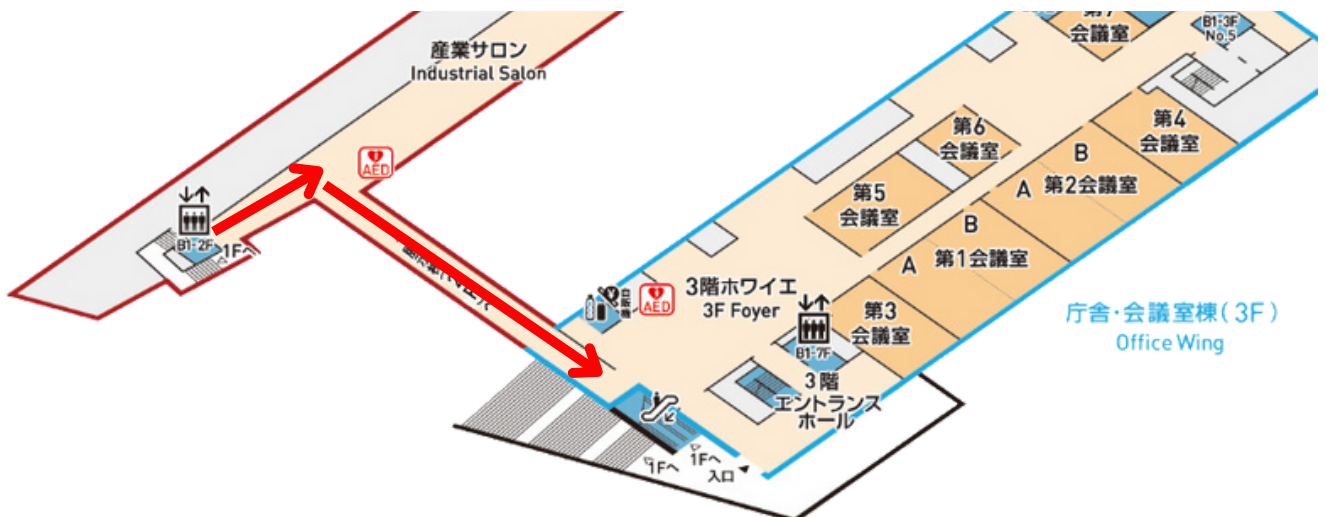 産業サロン
Industrial Salon
AED
B1-2F
1Fへ
自販機
AED
3階ホワイエ
3F Foyer
B1-7F
3階
エントランス
ホール
1Fへ
1Fへ
入口
第3
会議室
A
第1会議室
B
A
第2会議室
B
第4
会議室
第5
会議室
第6
会議室
会議室
B1-3F
No.5
庁舎・会議室棟(3F)
Office Wing